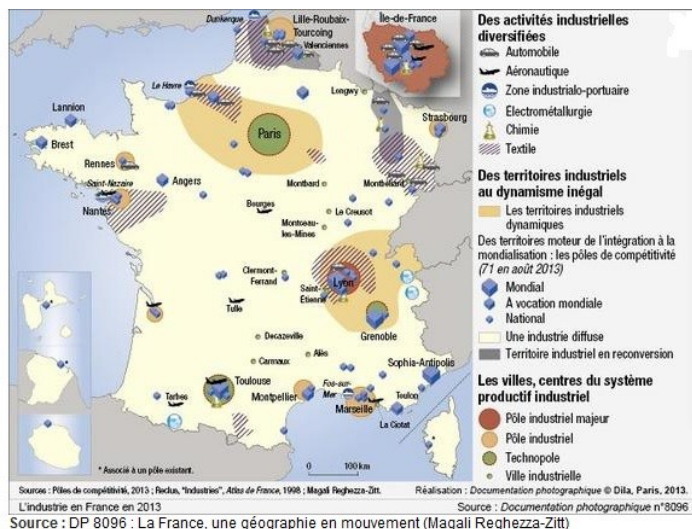 Dunkerque
Lille-Roubaix-
Tourcoing
Valenciennes
Île-de-France
Le Havre
Longwy
Lannion
Brest
Paris
Strasbourg
Rennes
Saint-Nazaire
Nantes
Angers
Montbard
Montbéliard
Bourges
Le Creusot
Montceau-
les-Mines
Clermont-
Ferrand
Lyon
Saint-
Étienne
Tulle
Grenoble
Decazeville
Carmaux
Alès
Sophia-Antipolis
Toulouse
Tarbes
Montpellier
Fos-sur-
Mer
Marseille
Toulon
La Ciotat
* Associé à un pôle existant.
0 100 km
Des activités industrielles
diversifiées
Automobile
Aéronautique
Zone industrialo-portuaire
Électrométallurgie
Chimie
Textile
Des territoires industriels
au dynamisme inégal
Les territoires industriels
dynamiques
Des territoires moteur de l'intégration à la
mondialisation : les pôles de compétitivité
(71 en août 2013)
Mondial
A vocation mondiale
National
Une industrie diffuse
Territoire industriel en reconversion
Les villes, centres du système
productif industriel
Pôle industriel majeur
Pôle industriel
Technopole
Ville industrielle
Sources : Pôles de compétitivité, 2013 ; Reclus, "Industries", Atlas de France, 1998 ; Magali Reghezza-Zitt. Réalisation : Documentation photographique © Dila, Paris, 2013.
L'industrie en France en 2013 Source : Documentation photographique n°8096
Source : DP 8096 : La France, une géographie en mouvement (Magali Reghezza-Zitt)